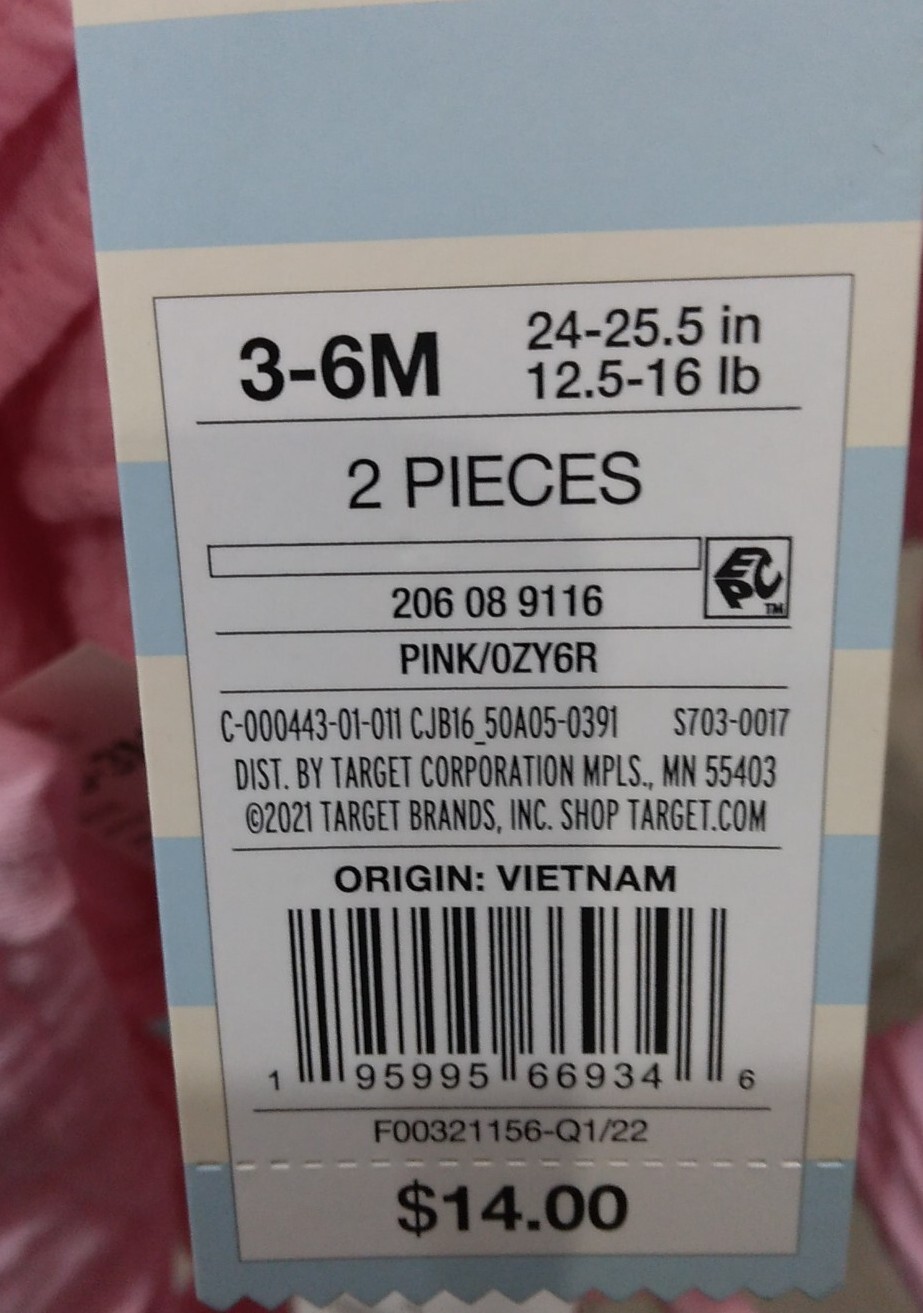 3-6M
24-25.5 in
12.5-16 lb
2 PIECES
EPC
TM
206 08 9116
PINK/0ZY6R
C-000443-01-011 CJB16_50A05-0391 S703-0017
DIST. BY TARGET CORPORATION MPLS., MN 55403
©2021 TARGET BRANDS, INC. SHOP TARGET.COM
ORIGIN: VIETNAM
1 95995 66934 6
F00321156-Q1/22
$14.00